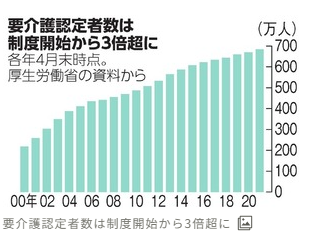 要介護認定者数は
制度開始から3倍超に
各年4月末時点。
厚生労働省の資料から
(万人)
700
600
500
400
300
200
100
0
00年 02 04 06 08 10 12 14 16 18 20
要介護認定者数は制度開始から3倍超に